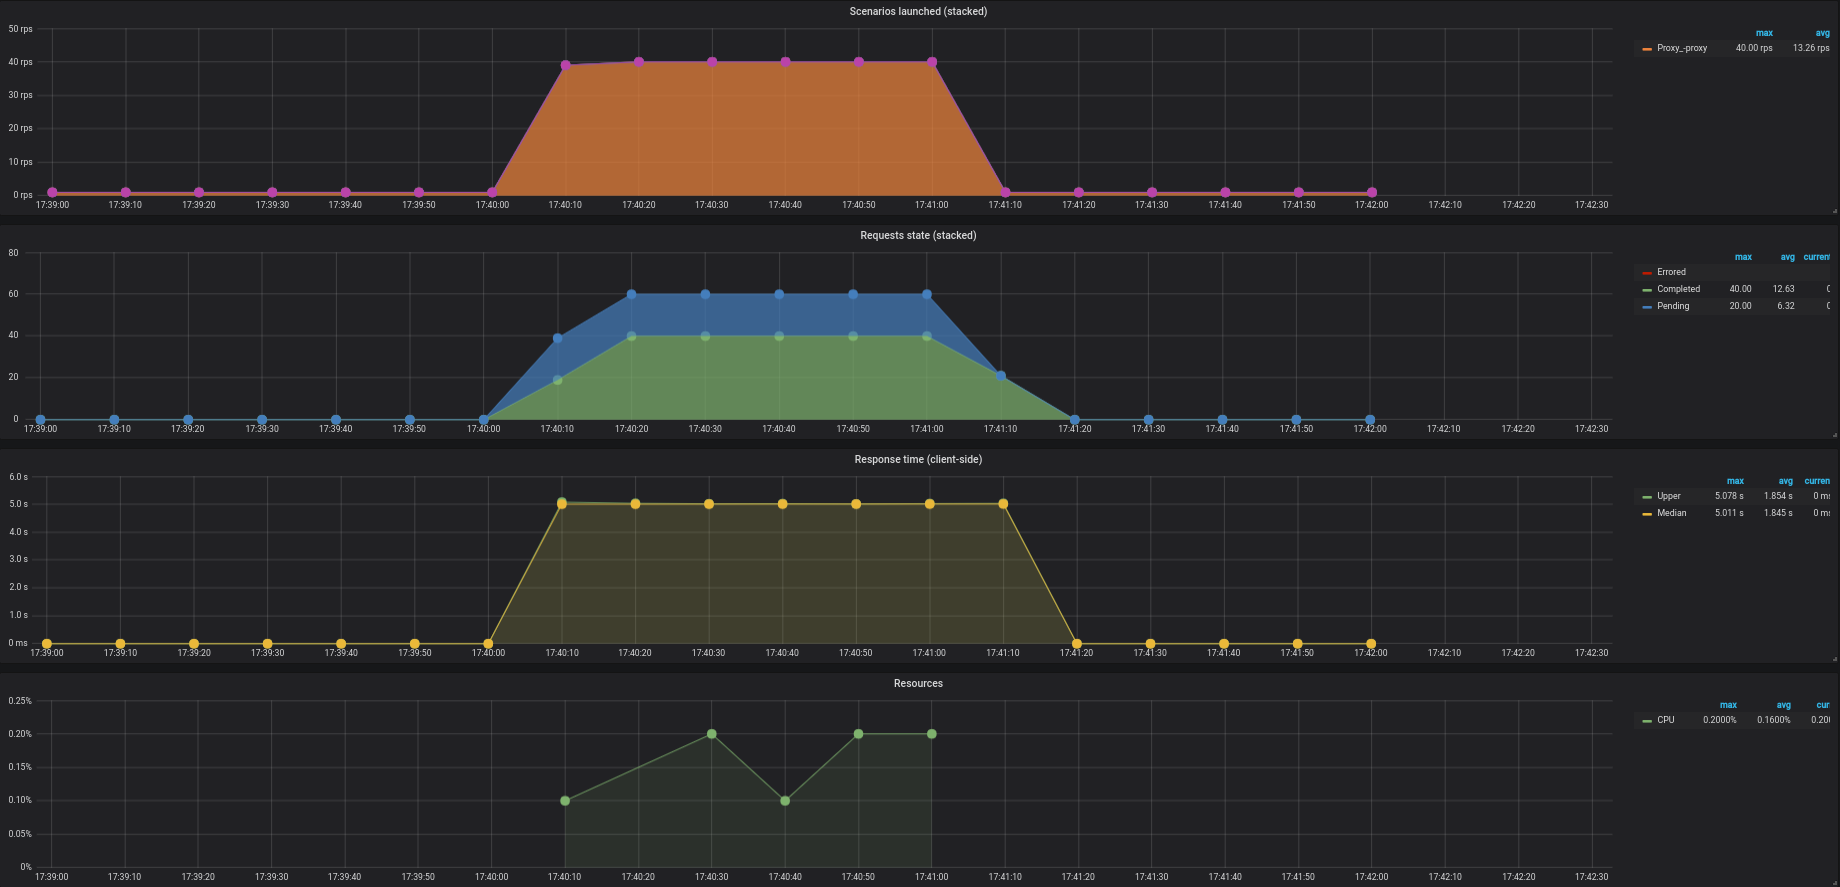 Scenarios launched (stacked)
50 rps
40 rps
30 rps
20 rps
10 rps
0 rps
17:39:00 17:39:10 17:39:20 17:39:30 17:39:40 17:39:50 17:40:00 17:40:10 17:40:20 17:40:30 17:40:40 17:40:50 17:41:00 17:41:10 17:41:20 17:41:30 17:41:40 17:41:50 17:42:00 17:42:10 17:42:20 17:42:30
max avg
Proxy_-proxy 40.00 rps 13.26 rps
Requests state (stacked)
80
60
40
20
0
17:39:00 17:39:10 17:39:20 17:39:30 17:39:40 17:39:50 17:40:00 17:40:10 17:40:20 17:40:30 17:40:40 17:40:50 17:41:00 17:41:10 17:41:20 17:41:30 17:41:40 17:41:50 17:42:00 17:42:10 17:42:20 17:42:30
max avg current
Errored
Completed 40.00 12.63 0
Pending 20.00 6.32 0
Response time (client-side)
6.0 s
5.0 s
4.0 s
3.0 s
2.0 s
1.0 s
0 ms
17:39:00 17:39:10 17:39:20 17:39:30 17:39:40 17:39:50 17:40:00 17:40:10 17:40:20 17:40:30 17:40:40 17:40:50 17:41:00 17:41:10 17:41:20 17:41:30 17:41:40 17:41:50 17:42:00 17:42:10 17:42:20 17:42:30
max avg curren
Upper 5.078 s 1.854 s 0 ms
Median 5.011 s 1.845 s 0 ms
Resources
0.25%
0.20%
0.15%
0.10%
0.05%
0%
17:39:00 17:39:10 17:39:20 17:39:30 17:39:40 17:39:50 17:40:00 17:40:10 17:40:20 17:40:30 17:40:40 17:40:50 17:41:00 17:41:10 17:41:20 17:41:30 17:41:40 17:41:50 17:42:00 17:42:10 17:42:20 17:42:30
max avg curr
CPU 0.2000% 0.1600% 0.200